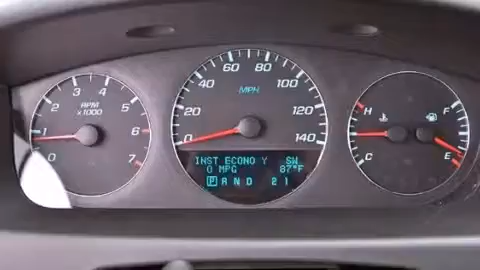 0 1 2 3 4 5 6 7
RPM
x1000
0 20 40 60 80 100 120 140
MPH
INST ECONO Y SW
0 MPG 87°F
P R N D 2 1
H C
F E